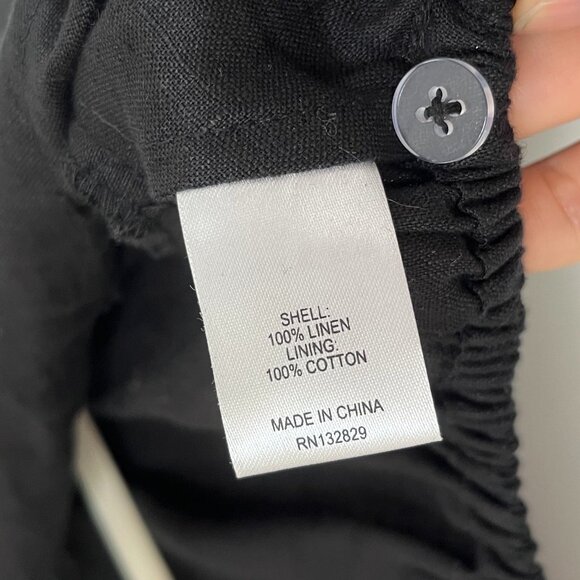 SHELL:
100% LINEN
LINING:
100% COTTON
MADE IN CHINA
RN132829